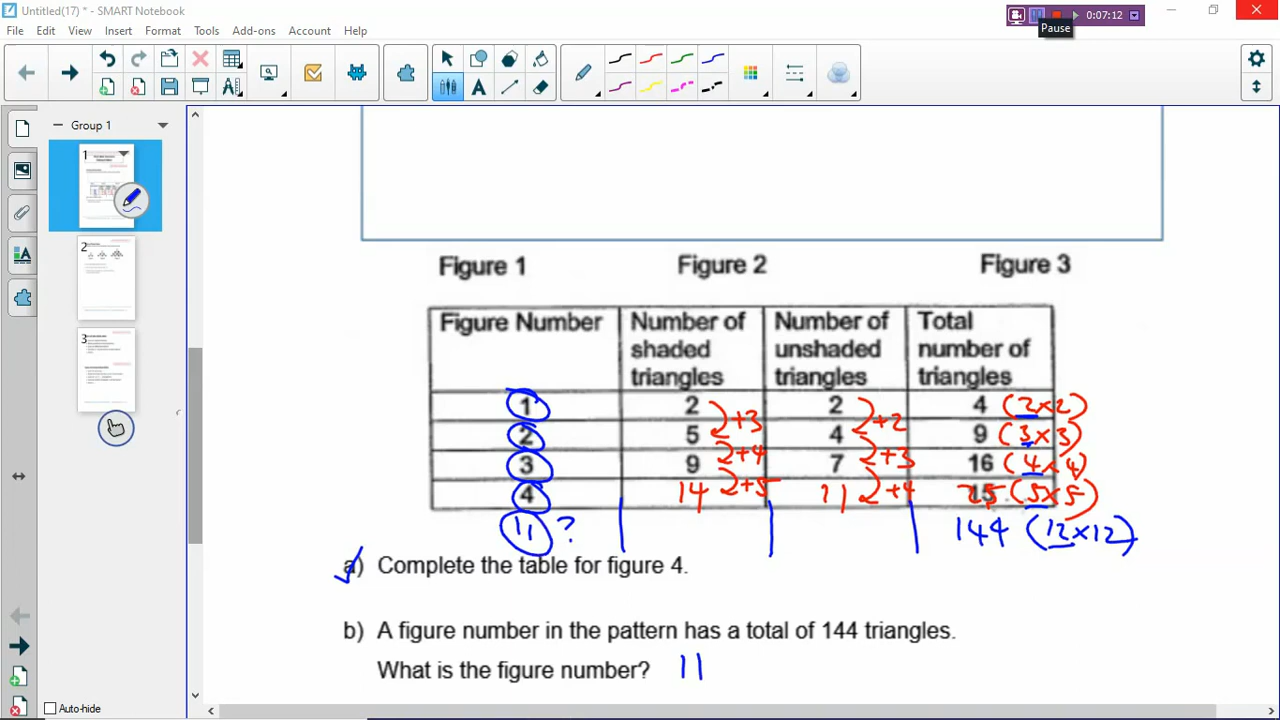 Untitled(17) * - SMART Notebook
0:07:12
Pause
File Edit View Insert Format Tools Add-ons Account Help
Group 1
1
2
3
Figure 1 Figure 2 Figure 3
Figure Number Number of shaded triangles Number of unshaded triangles Total number of triangles
1 2 +3 2 +2 4 (2×2)
2 5 +4 4 +3 9 (3×3)
3 9 +5 7 +4 16 (4×4)
4 14 11 25 (5×5)
11 ? 144 (12×12)
a) Complete the table for figure 4.
b) A figure number in the pattern has a total of 144 triangles.
What is the figure number? 11
Auto-hide